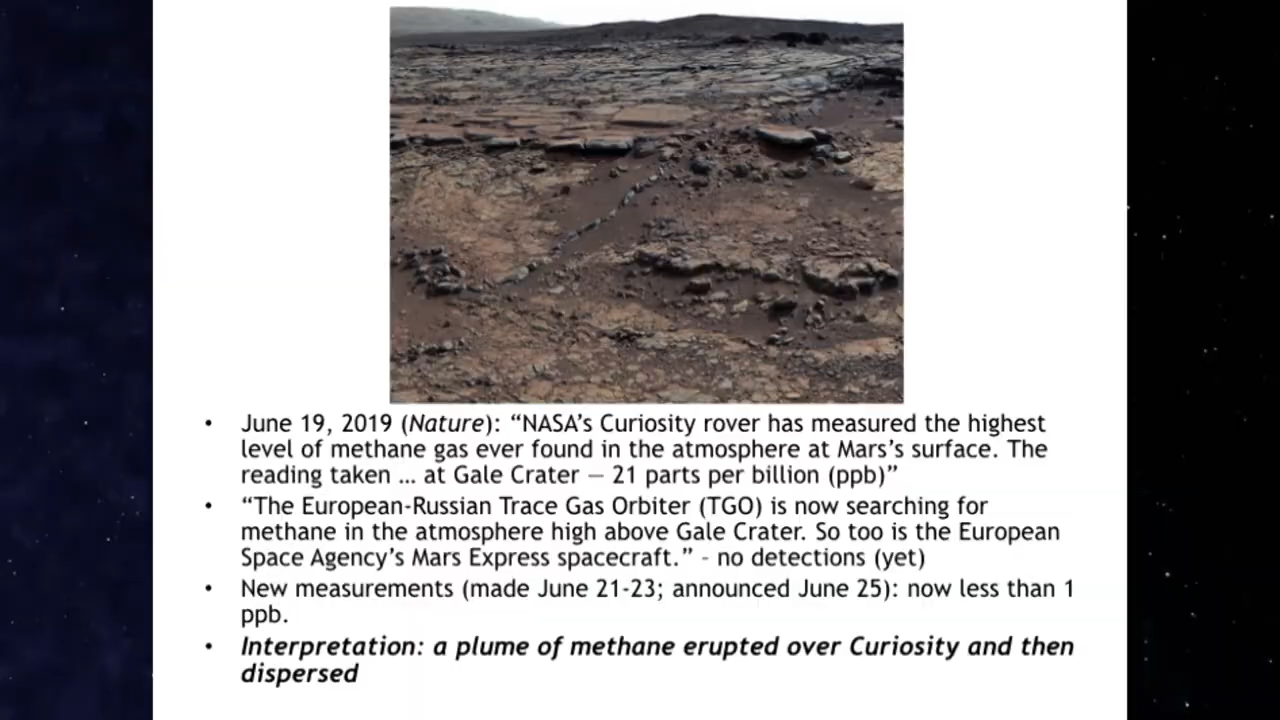 • June 19, 2019 (Nature): “NASA’s Curiosity rover has measured the highest
level of methane gas ever found in the atmosphere at Mars’s surface. The
reading taken … at Gale Crater — 21 parts per billion (ppb)”
• “The European-Russian Trace Gas Orbiter (TGO) is now searching for
methane in the atmosphere high above Gale Crater. So too is the European
Space Agency’s Mars Express spacecraft.” - no detections (yet)
• New measurements (made June 21-23; announced June 25): now less than 1
ppb.
• Interpretation: a plume of methane erupted over Curiosity and then
dispersed